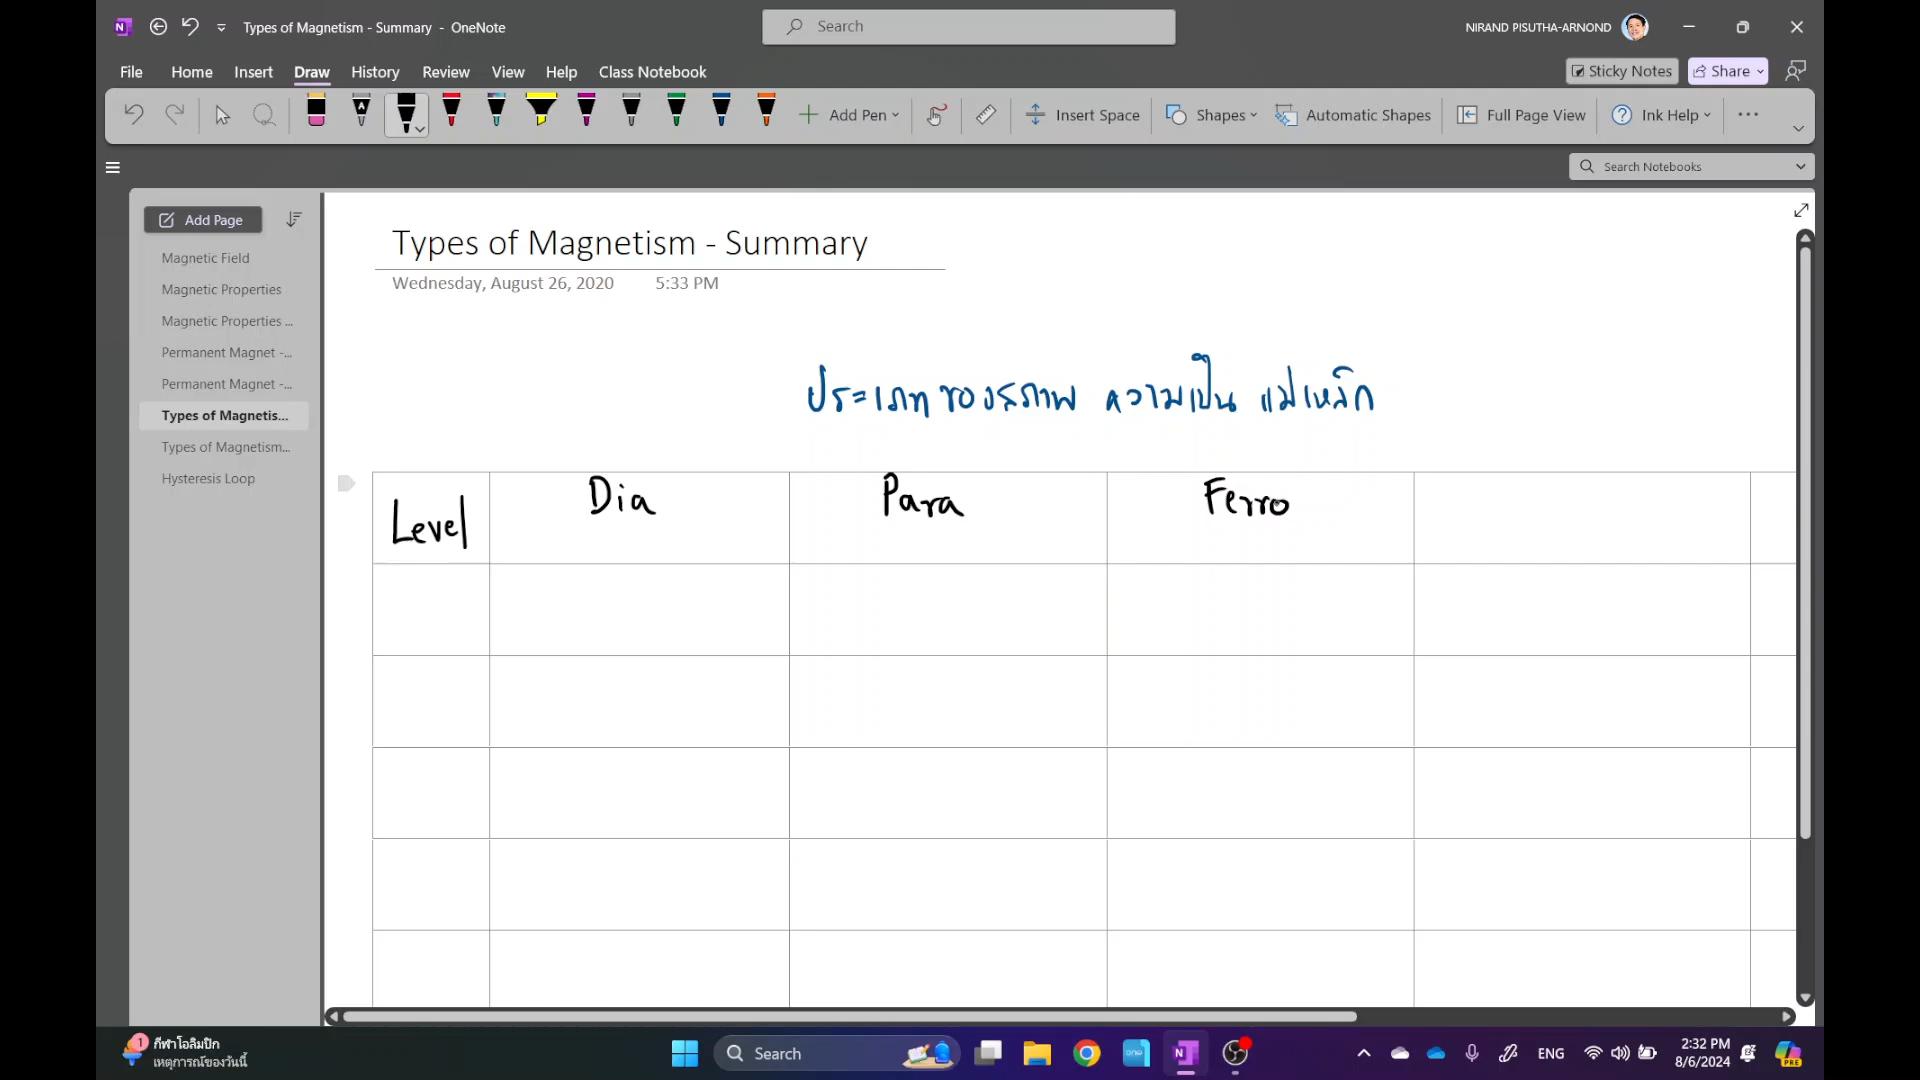 Types of Magnetism - Summary - OneNote
Search
NIRAND PISUTHA-ARNOND
File Home Insert Draw History Review View Help Class Notebook
Sticky Notes Share
Add Pen Insert Space Shapes Automatic Shapes Full Page View Ink Help
Search Notebooks
Add Page
Magnetic Field
Magnetic Properties
Magnetic Properties ...
Permanent Magnet -...
Permanent Magnet -...
Types of Magnetis...
Types of Magnetism...
Hysteresis Loop
Types of Magnetism - Summary
Wednesday, August 26, 2020 5:33 PM
ประเภทของสภาพ ความเป็น แม่เหล็ก
Level Dia Para Ferro
1 กีฬาโอลิมปิก
เหตุการณ์ของวันนี้
Search
ENG
2:32 PM
8/6/2024
PRE